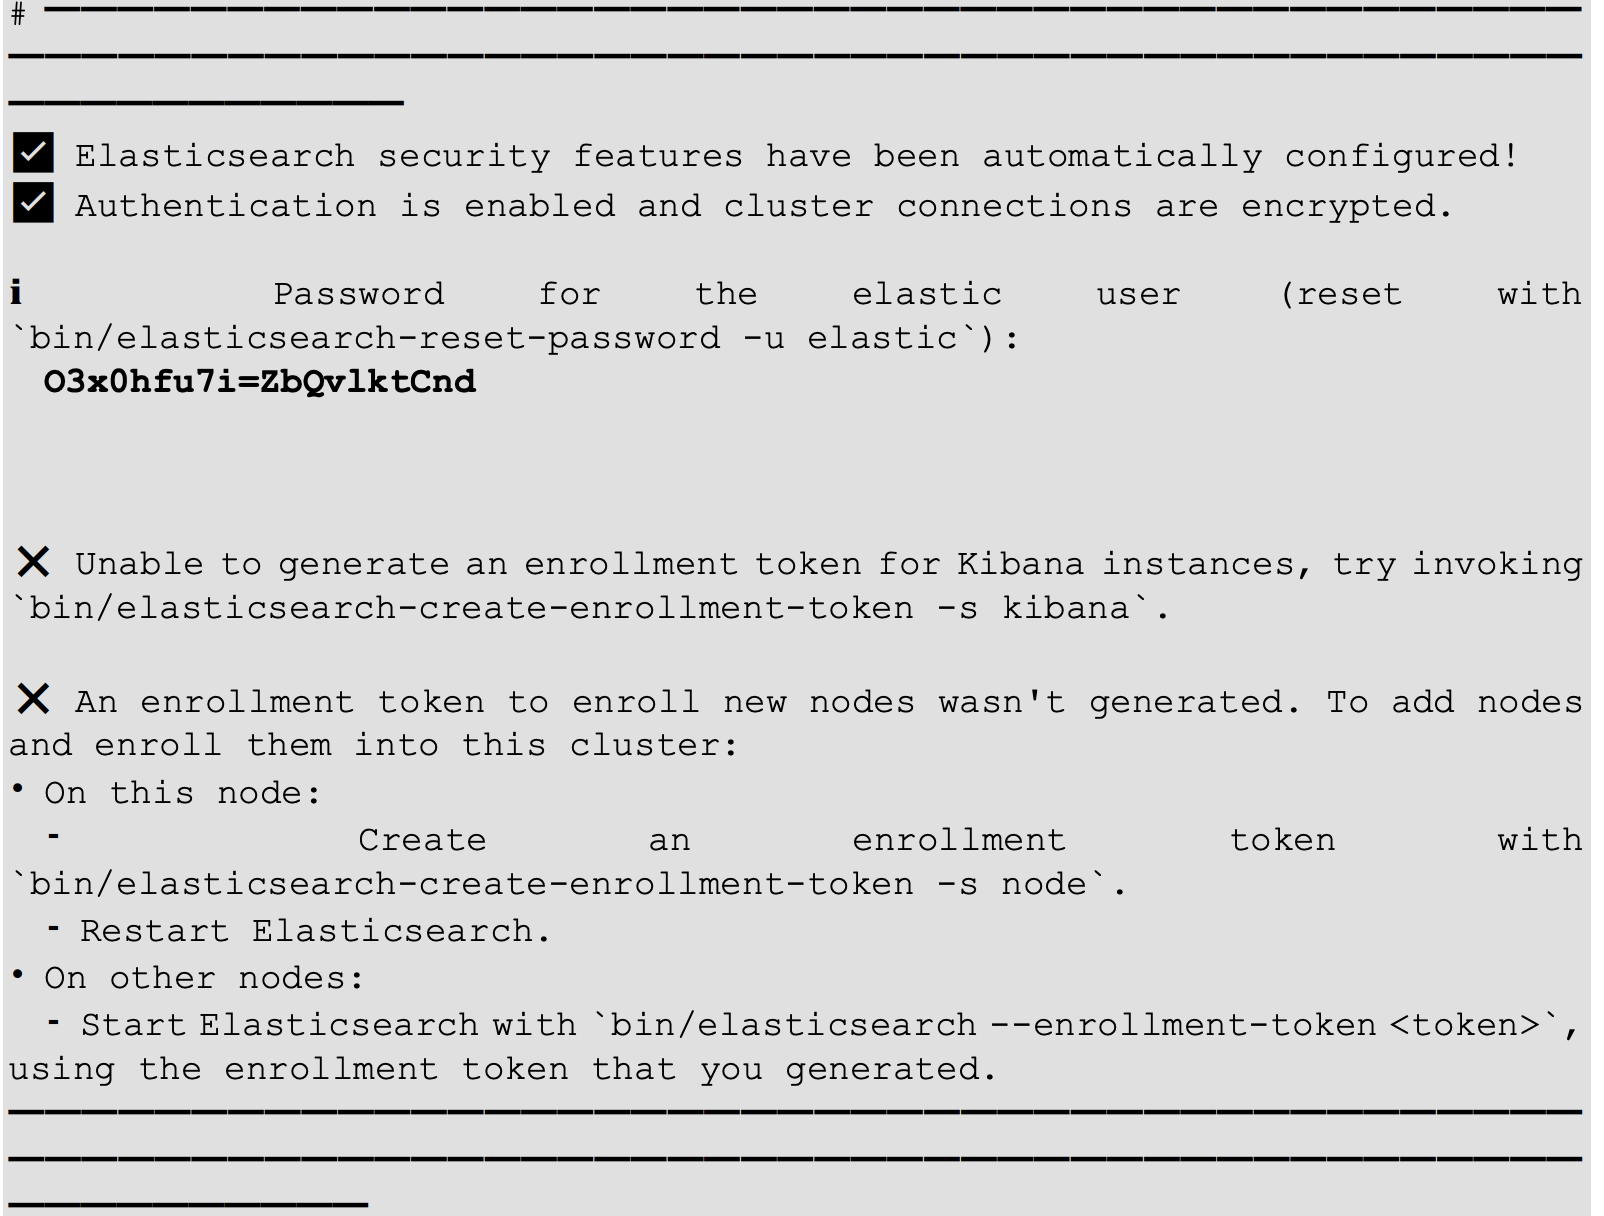 # ━━━━━━━━━━━━━━━━━━━━━━━━━━━━━━━━━━━━━━━━━━
━━━━━━━━━━━━━━━━━━━━━━━━━━━━━━━━━━━━━━━━━━━
━━━━━━━━━━━
✅ Elasticsearch security features have been automatically configured!
✅ Authentication is enabled and cluster connections are encrypted.
ℹ Password for the elastic user (reset with
`bin/elasticsearch-reset-password -u elastic`):
O3x0hfu7i=ZbQvlktCnd
❌ Unable to generate an enrollment token for Kibana instances, try invoking
`bin/elasticsearch-create-enrollment-token -s kibana`.
❌ An enrollment token to enroll new nodes wasn't generated. To add nodes
and enroll them into this cluster:
• On this node:
⁃ Create an enrollment token with
`bin/elasticsearch-create-enrollment-token -s node`.
⁃ Restart Elasticsearch.
• On other nodes:
⁃ Start Elasticsearch with `bin/elasticsearch --enrollment-token <token>`,
using the enrollment token that you generated.
━━━━━━━━━━━━━━━━━━━━━━━━━━━━━━━━━━━━━━━━━━━
━━━━━━━━━━━━━━━━━━━━━━━━━━━━━━━━━━━━━━━━━━━
━━━━━━━━━━